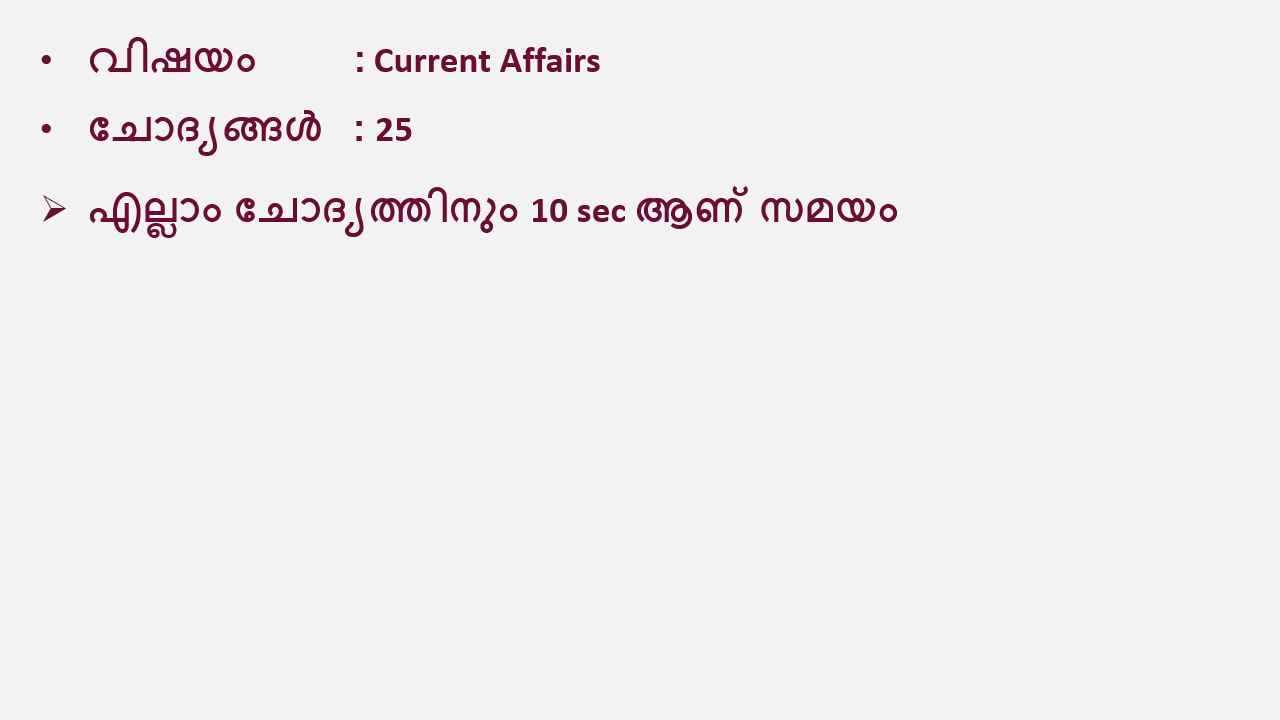 • വിഷയം : Current Affairs
• ചോദ്യങ്ങൾ : 25
➢ എല്ലാം ചോദ്യത്തിനും 10 sec ആണ് സമയം